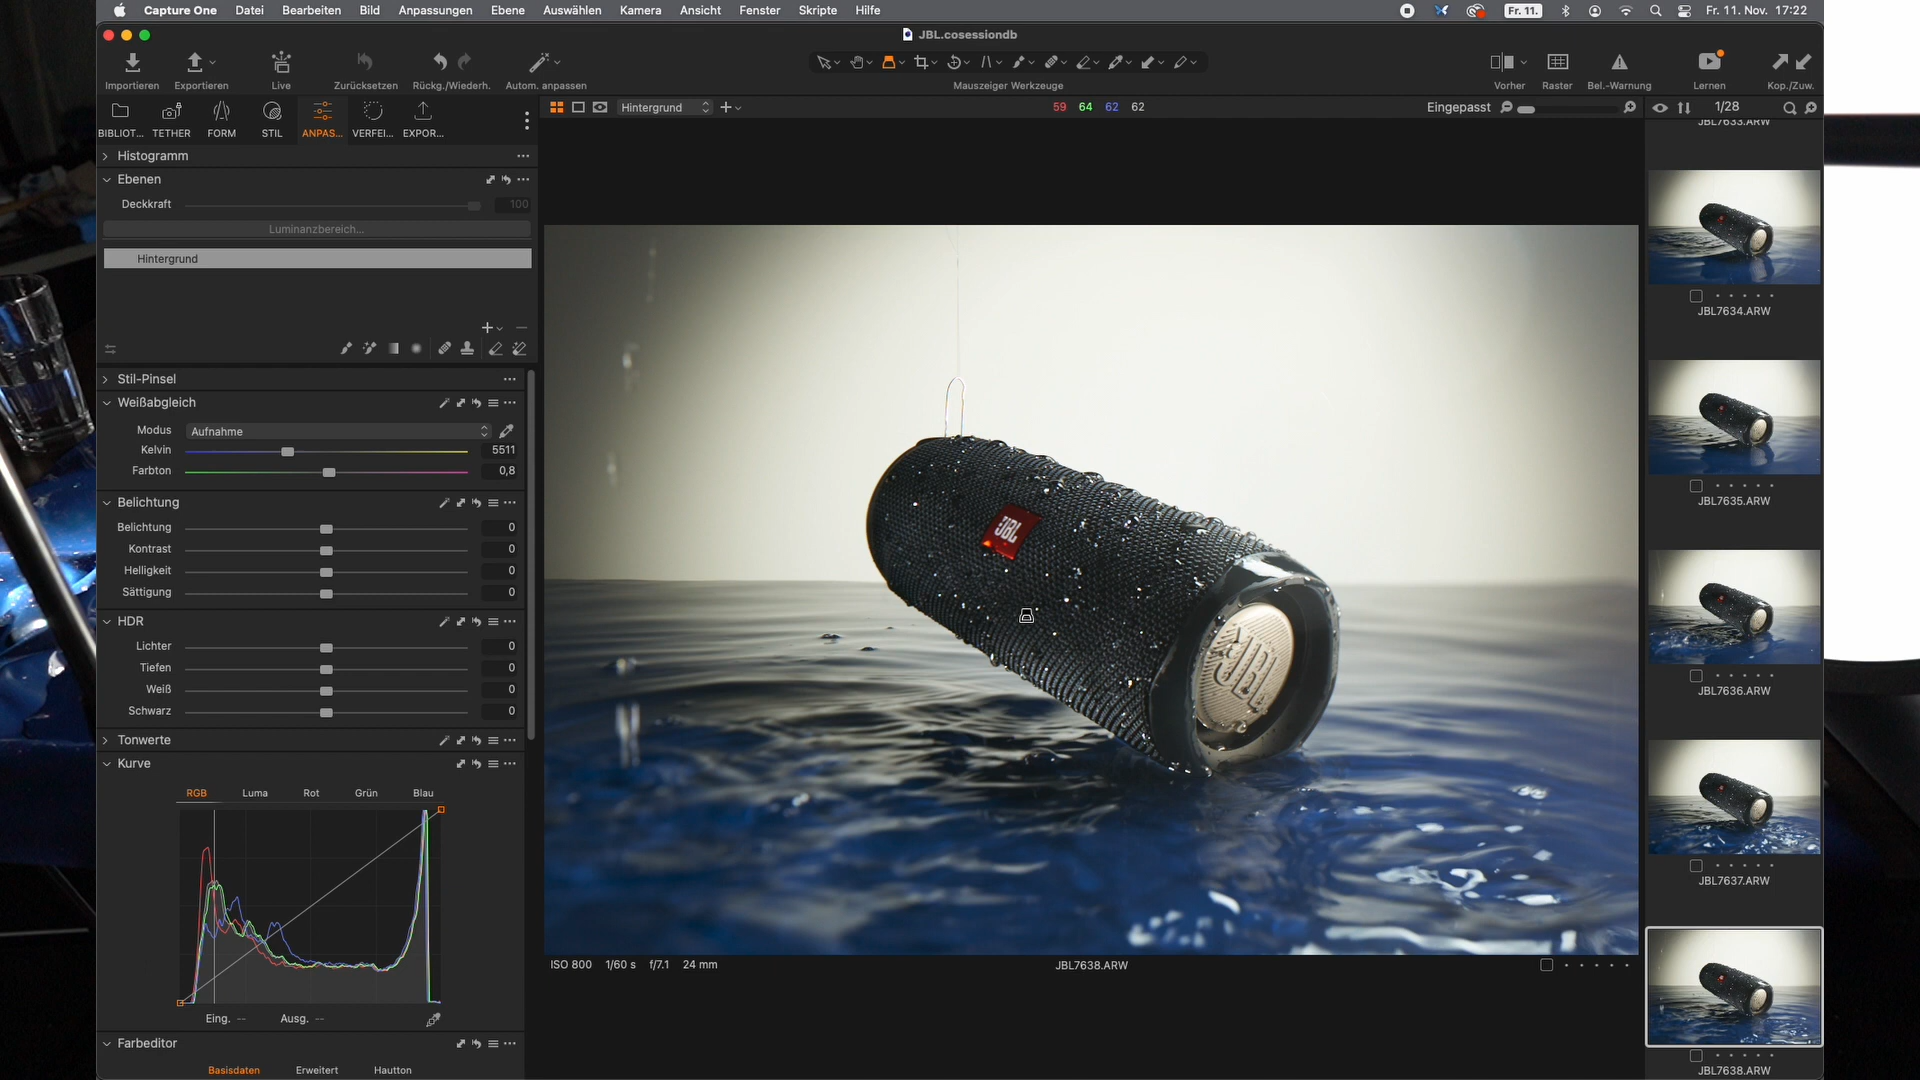 Capture One Datei Bearbeiten Bild Anpassungen Ebene Auswählen Kamera Ansicht Fenster Skripte Hilfe Fr. 11. Fr. 11. Nov. 17:22
JBL.cosessiondb
Importieren Exportieren Live Zurücksetzen Rückg./Wiederh. Autom. anpassen Mauszeiger Werkzeuge Vorher Raster Bel.-Warnung Lernen Kop./Zuw.
BIBLIOT... TETHER FORM STIL ANPAS... VERFEI... EXPOR...
Hintergrund 59 64 62 62 Eingepasst 1/28
JBL7633.ARW
Histogramm
Ebenen
Deckkraft 100
Luminanzbereich...
Hintergrund
Stil-Pinsel
Weißabgleich
Modus Aufnahme
Kelvin 5511
Farbton 0,8
Belichtung
Belichtung 0
Kontrast 0
Helligkeit 0
Sättigung 0
HDR
Lichter 0
Tiefen 0
Weiß 0
Schwarz 0
Tonwerte
Kurve
RGB Luma Rot Grün Blau
Eing. -- Ausg. --
Farbeditor
Basisdaten Erweitert Hautton
JBL
JBL
ISO 800 1/60 s f/7.1 24 mm JBL7638.ARW
JBL7634.ARW
JBL7635.ARW
JBL7636.ARW
JBL7637.ARW
JBL7638.ARW